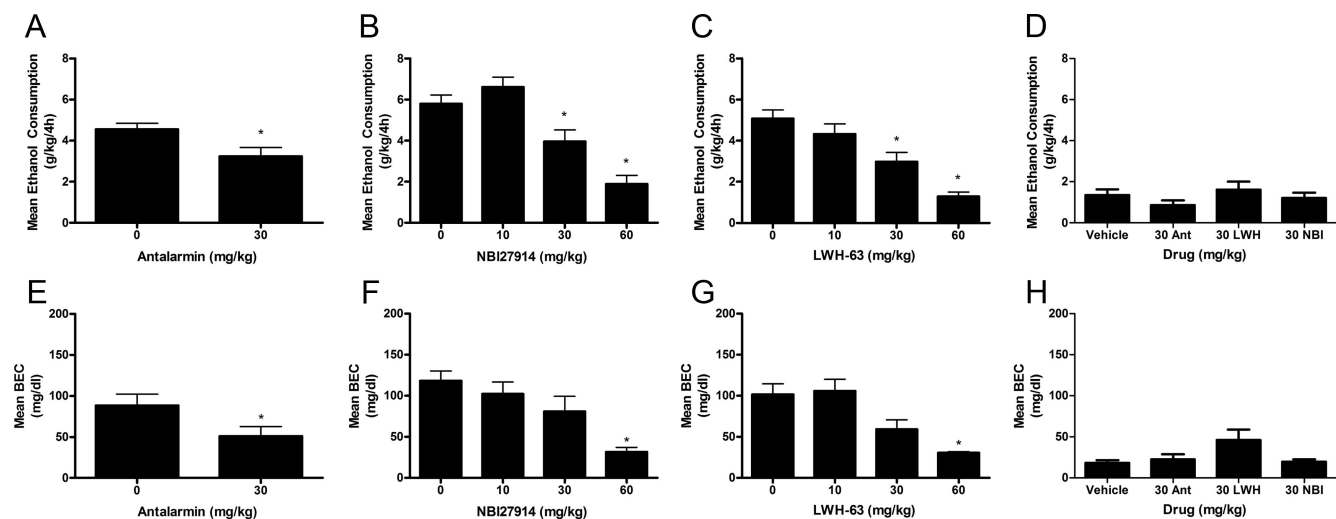 A
Mean Ethanol Consumption
(g/kg/4h)
8
6
4
2
0
*
0 30
Antalarmin (mg/kg)
B
Mean Ethanol Consumption
(g/kg/4h)
8
6
4
2
0
*
*
0 10 30 60
NBI27914 (mg/kg)
C
Mean Ethanol Consumption
(g/kg/4h)
8
6
4
2
0
*
*
0 10 30 60
LWH-63 (mg/kg)
D
Mean Ethanol Consumption
(g/kg/4h)
8
6
4
2
0
Vehicle 30 Ant 30 LWH 30 NBI
Drug (mg/kg)
E
Mean BEC
(mg/dl)
200
150
100
50
0
*
0 30
Antalarmin (mg/kg)
F
Mean BEC
(mg/dl)
200
150
100
50
0
*
0 10 30 60
NBI27914 (mg/kg)
G
Mean BEC
(mg/dl)
200
150
100
50
0
*
0 10 30 60
LWH-63 (mg/kg)
H
Mean BEC
(mg/dl)
200
150
100
50
0
Vehicle 30 Ant 30 LWH 30 NBI
Drug (mg/kg)